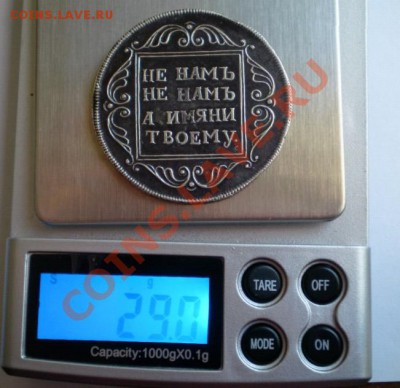 COINS.LAVE.RU
НЕ НАМЪ
НЕ НАМЪ
А ИМЯНИ
ТВОЕМУ
COINS.LAVE.RU
S g
29.0
TARE OFF
MODE ON
Capacity:1000gX0.1g